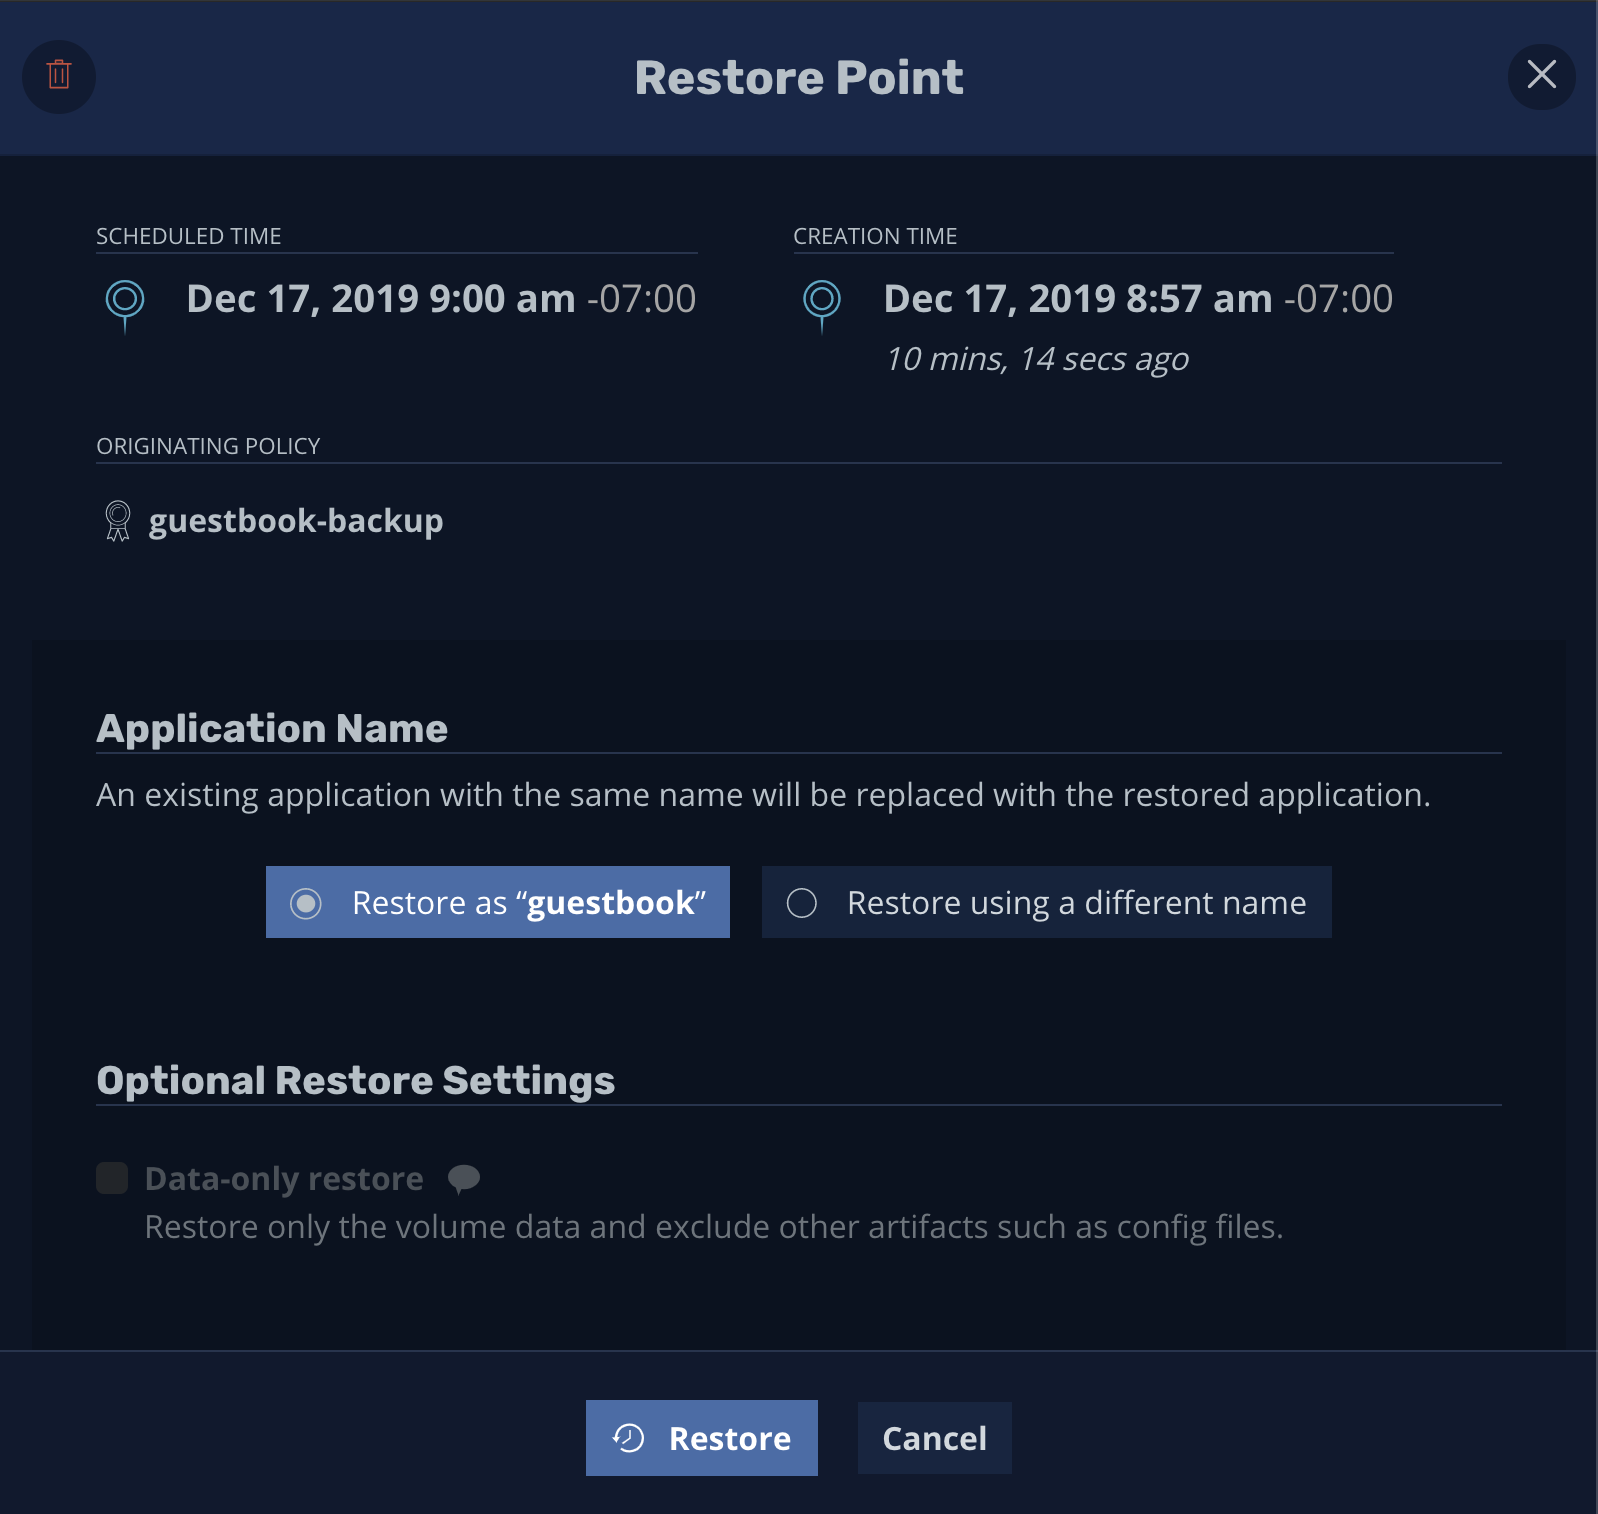 Restore Point
SCHEDULED TIME
Dec 17, 2019 9:00 am -07:00
CREATION TIME
Dec 17, 2019 8:57 am -07:00
10 mins, 14 secs ago
ORIGINATING POLICY
guestbook-backup
Application Name
An existing application with the same name will be replaced with the restored application.
Restore as “guestbook”
Restore using a different name
Optional Restore Settings
Data-only restore
Restore only the volume data and exclude other artifacts such as config files.
Restore
Cancel